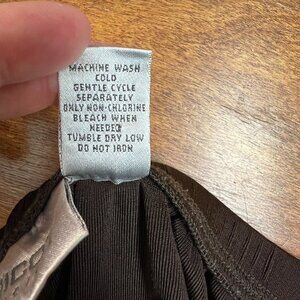 MACHINE WASH
COLD
GENTLE CYCLE
SEPARATELY
ONLY NON-CHLORINE
BLEACH WHEN
NEEDED
TUMBLE DRY LOW
DO NOT IRON